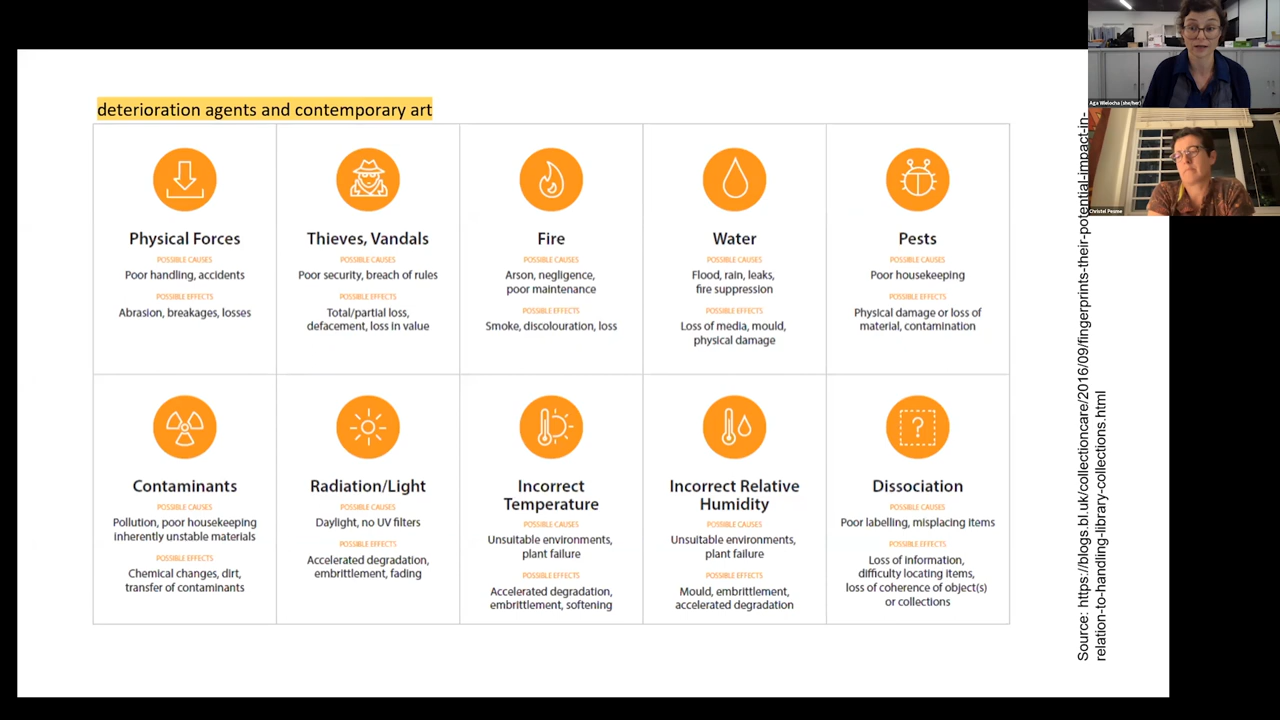 deterioration agents and contemporary art
Physical Forces
POSSIBLE CAUSES
Poor handling, accidents
POSSIBLE EFFECTS
Abrasion, breakages, losses
Thieves, Vandals
POSSIBLE CAUSES
Poor security, breach of rules
POSSIBLE EFFECTS
Total/partial loss,
defacement, loss in value
Fire
POSSIBLE CAUSES
Arson, negligence,
poor maintenance
POSSIBLE EFFECTS
Smoke, discolouration, loss
Water
POSSIBLE CAUSES
Flood, rain, leaks,
fire suppression
POSSIBLE EFFECTS
Loss of media, mould,
physical damage
Pests
POSSIBLE CAUSES
Poor housekeeping
POSSIBLE EFFECTS
Physical damage or loss of
material, contamination
Contaminants
POSSIBLE CAUSES
Pollution, poor housekeeping
inherently unstable materials
POSSIBLE EFFECTS
Chemical changes, dirt,
transfer of contaminants
Radiation/Light
POSSIBLE CAUSES
Daylight, no UV filters
POSSIBLE EFFECTS
Accelerated degradation,
embrittlement, fading
Incorrect
Temperature
POSSIBLE CAUSES
Unsuitable environments,
plant failure
POSSIBLE EFFECTS
Accelerated degradation,
embrittlement, softening
Incorrect Relative
Humidity
POSSIBLE CAUSES
Unsuitable environments,
plant failure
POSSIBLE EFFECTS
Mould, embrittlement,
accelerated degradation
?
Dissociation
POSSIBLE CAUSES
Poor labelling, misplacing items
POSSIBLE EFFECTS
Loss of information,
difficulty locating items,
loss of coherence of object(s)
or collections
Source: https://blogs.bl.uk/collectioncare/2016/09/fingerprints-their-potential-impact-in-
relation-to-handling-library-collections.html
Aga Wielocha (she/her)
Christel Pesme